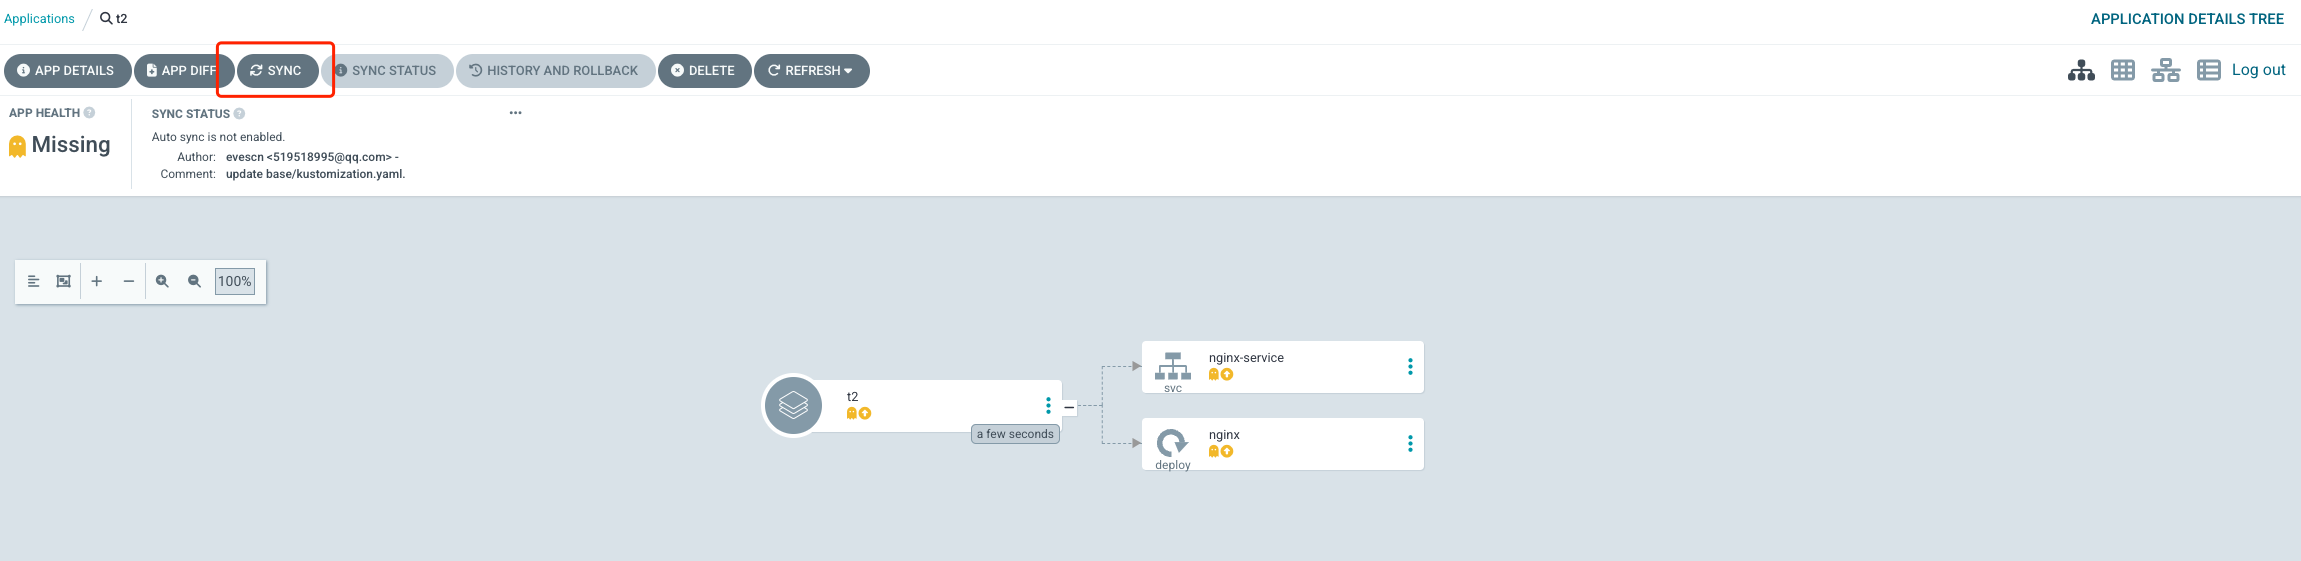 Applications / t2
APPLICATION DETAILS TREE
APP DETAILS
APP DIFF
SYNC
SYNC STATUS
HISTORY AND ROLLBACK
DELETE
REFRESH
Log out
APP HEALTH
Missing
SYNC STATUS
Auto sync is not enabled.
Author: evescn <519518995@qq.com> -
Comment: update base/kustomization.yaml.
100%
t2
a few seconds
nginx-service
svc
nginx
deploy